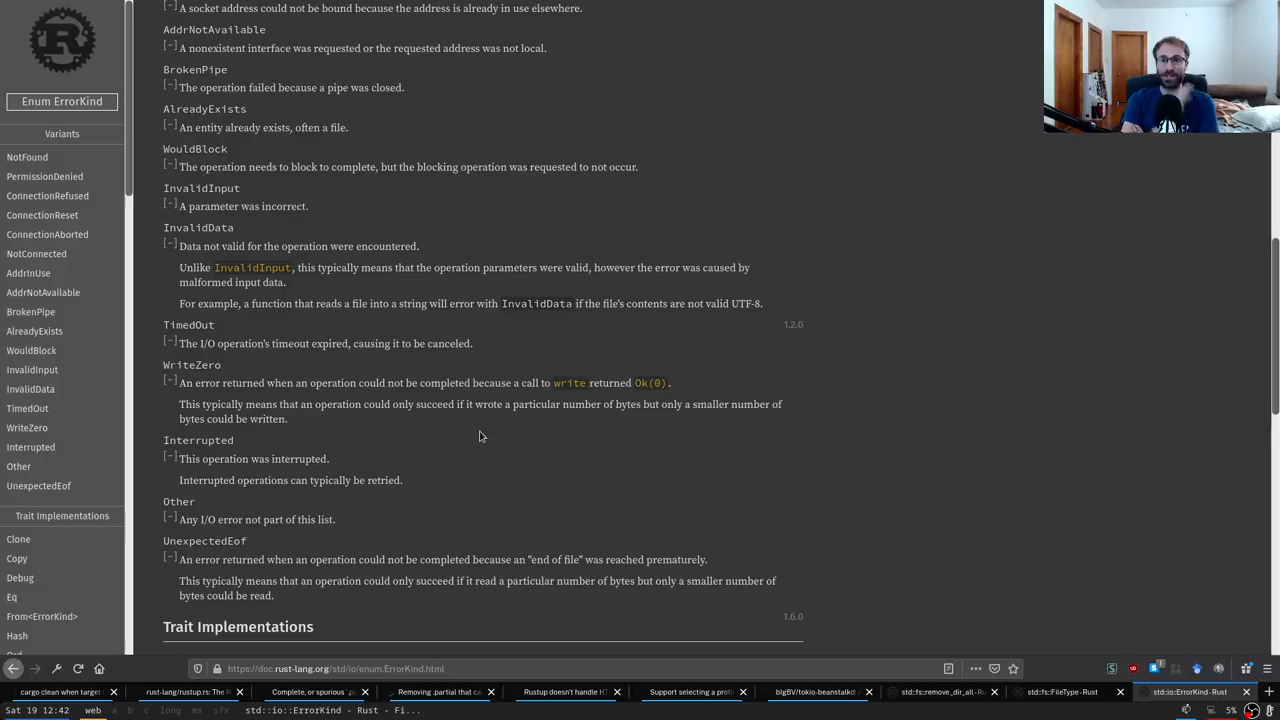 A socket address could not be bound because the address is already in use elsewhere.
AddrNotAvailable
[-] A nonexistent interface was requested or the requested address was not local.
BrokenPipe
[-] The operation failed because a pipe was closed.
AlreadyExists
[-] An entity already exists, often a file.
WouldBlock
[-] The operation needs to block to complete, but the blocking operation was requested to not occur.
InvalidInput
[-] A parameter was incorrect.
InvalidData
[-] Data not valid for the operation were encountered.
Unlike InvalidInput, this typically means that the operation parameters were valid, however the error was caused by
malformed input data.
For example, a function that reads a file into a string will error with InvalidData if the file's contents are not valid UTF-8.
TimedOut 1.2.0
[-] The I/O operation's timeout expired, causing it to be canceled.
WriteZero
[-] An error returned when an operation could not be completed because a call to write returned Ok(0).
This typically means that an operation could only succeed if it wrote a particular number of bytes but only a smaller number of
bytes could be written.
Interrupted
[-] This operation was interrupted.
Interrupted operations can typically be retried.
Other
[-] Any I/O error not part of this list.
UnexpectedEof
[-] An error returned when an operation could not be completed because an "end of file" was reached prematurely.
This typically means that an operation could only succeed if it read a particular number of bytes but only a smaller number of
bytes could be read.
1.6.0
Trait Implementations
R
Enum ErrorKind
Variants
NotFound
PermissionDenied
ConnectionRefused
ConnectionReset
ConnectionAborted
NotConnected
AddrInUse
AddrNotAvailable
BrokenPipe
AlreadyExists
WouldBlock
InvalidInput
InvalidData
TimedOut
WriteZero
Interrupted
Other
UnexpectedEof
Trait Implementations
Clone
Copy
Debug
Eq
From<ErrorKind>
Hash
https://doc.rust-lang.org/std/io/enum.ErrorKind.html
cargo clean when target
rust-lang/rustup.rs: The R
Complete, or spurious '.p
Removing .partial that ca
Rustup doesn't handle HT
Support selecting a profi
blgBV/tokio-beanstalkd:
std::fs::remove_dir_all - R
std::fs::FileType - Rust
std::io::ErrorKind - Rust
Sat 19 12:42 web a b c long mx sfx std::io::ErrorKind - Rust - Fi... 5%